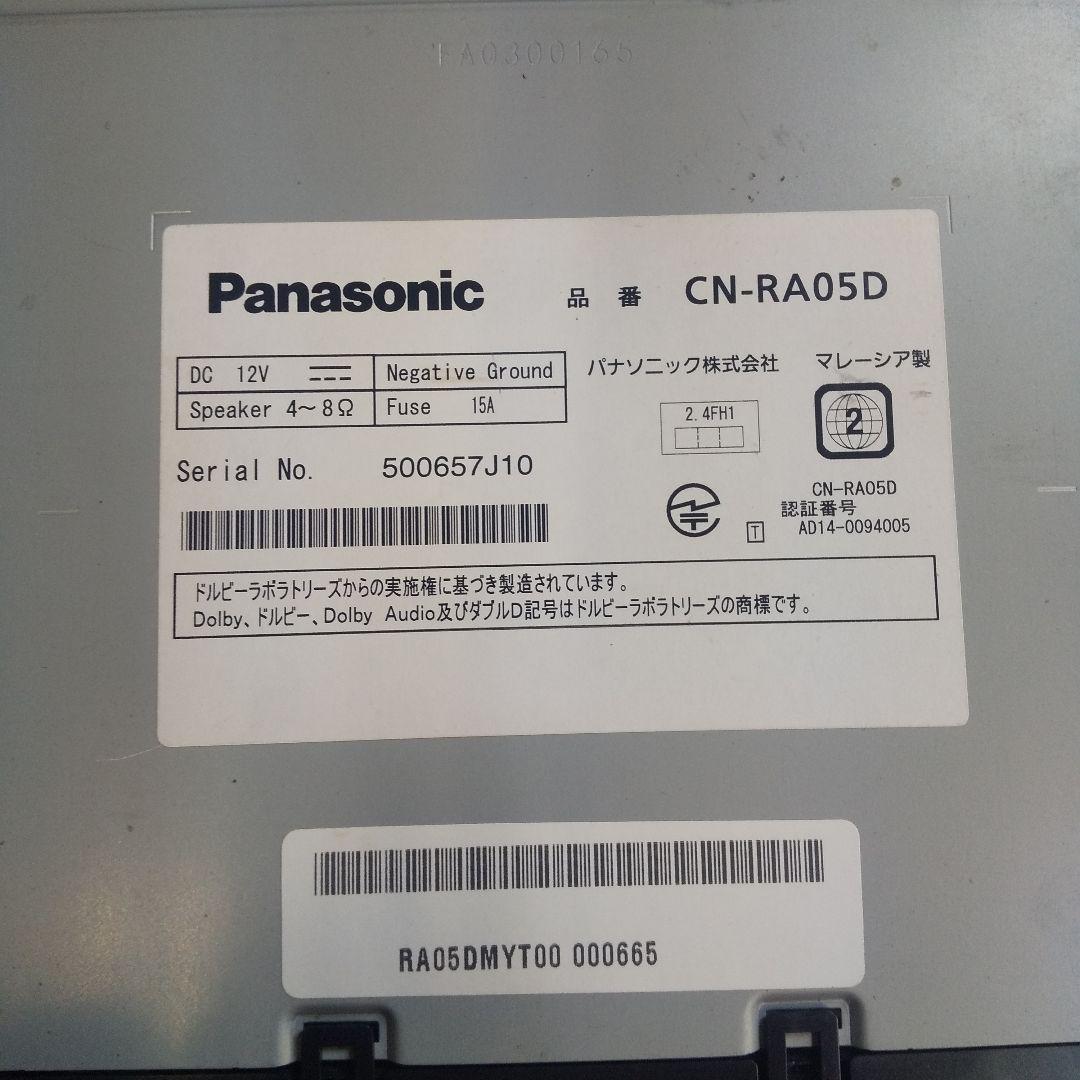 Panasonic 品番 CN-RA05D
DC 12V Negative Ground
Speaker 4～8Ω Fuse 15A
パナソニック株式会社 マレーシア製
2.4FH1
2
Serial No. 500657J10
CN-RA05D
認証番号
T AD14-0094005
ドルビーラボラトリーズからの実施権に基づき製造されています。
Dolby、ドルビー、Dolby Audio及びダブルD記号はドルビーラボラトリーズの商標です。
RA05DMYT00 000665